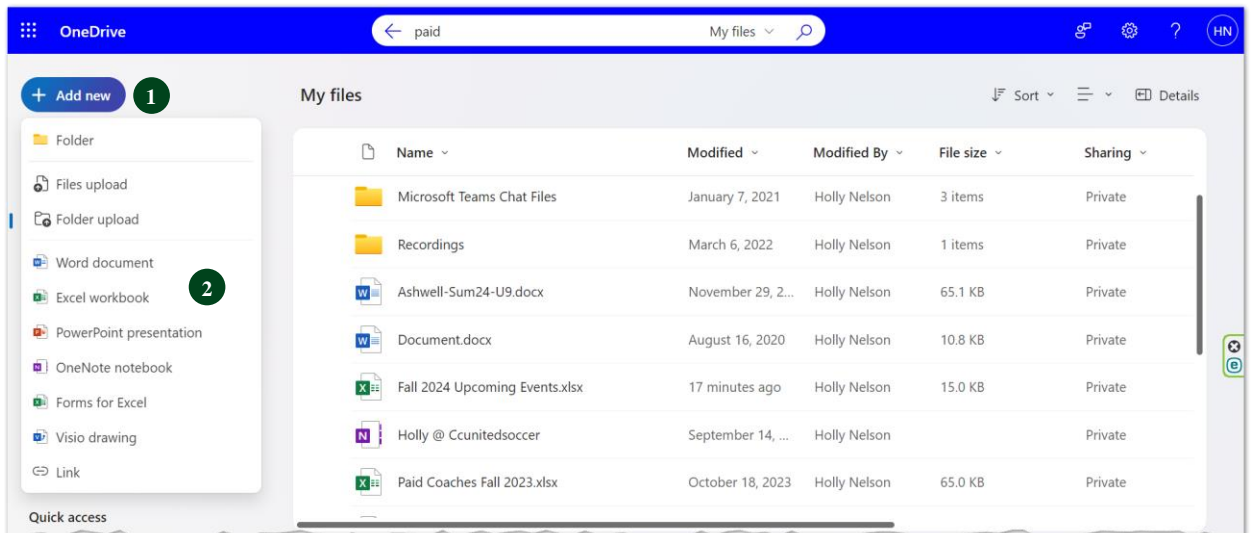 OneDrive
paid
My files
HN
+ Add new
1
My files
Sort
Details
Folder
Files upload
Folder upload
Word document
Excel workbook
2
PowerPoint presentation
OneNote notebook
Forms for Excel
Visio drawing
Link
Quick access
Name Modified Modified By File size Sharing
Microsoft Teams Chat Files January 7, 2021 Holly Nelson 3 items Private
Recordings March 6, 2022 Holly Nelson 1 items Private
Ashwell-Sum24-U9.docx November 29, 2... Holly Nelson 65.1 KB Private
Document.docx August 16, 2020 Holly Nelson 10.8 KB Private
Fall 2024 Upcoming Events.xlsx 17 minutes ago Holly Nelson 15.0 KB Private
Holly @ Ccunitedsoccer September 14, ... Holly Nelson Private
Paid Coaches Fall 2023.xlsx October 18, 2023 Holly Nelson 65.0 KB Private